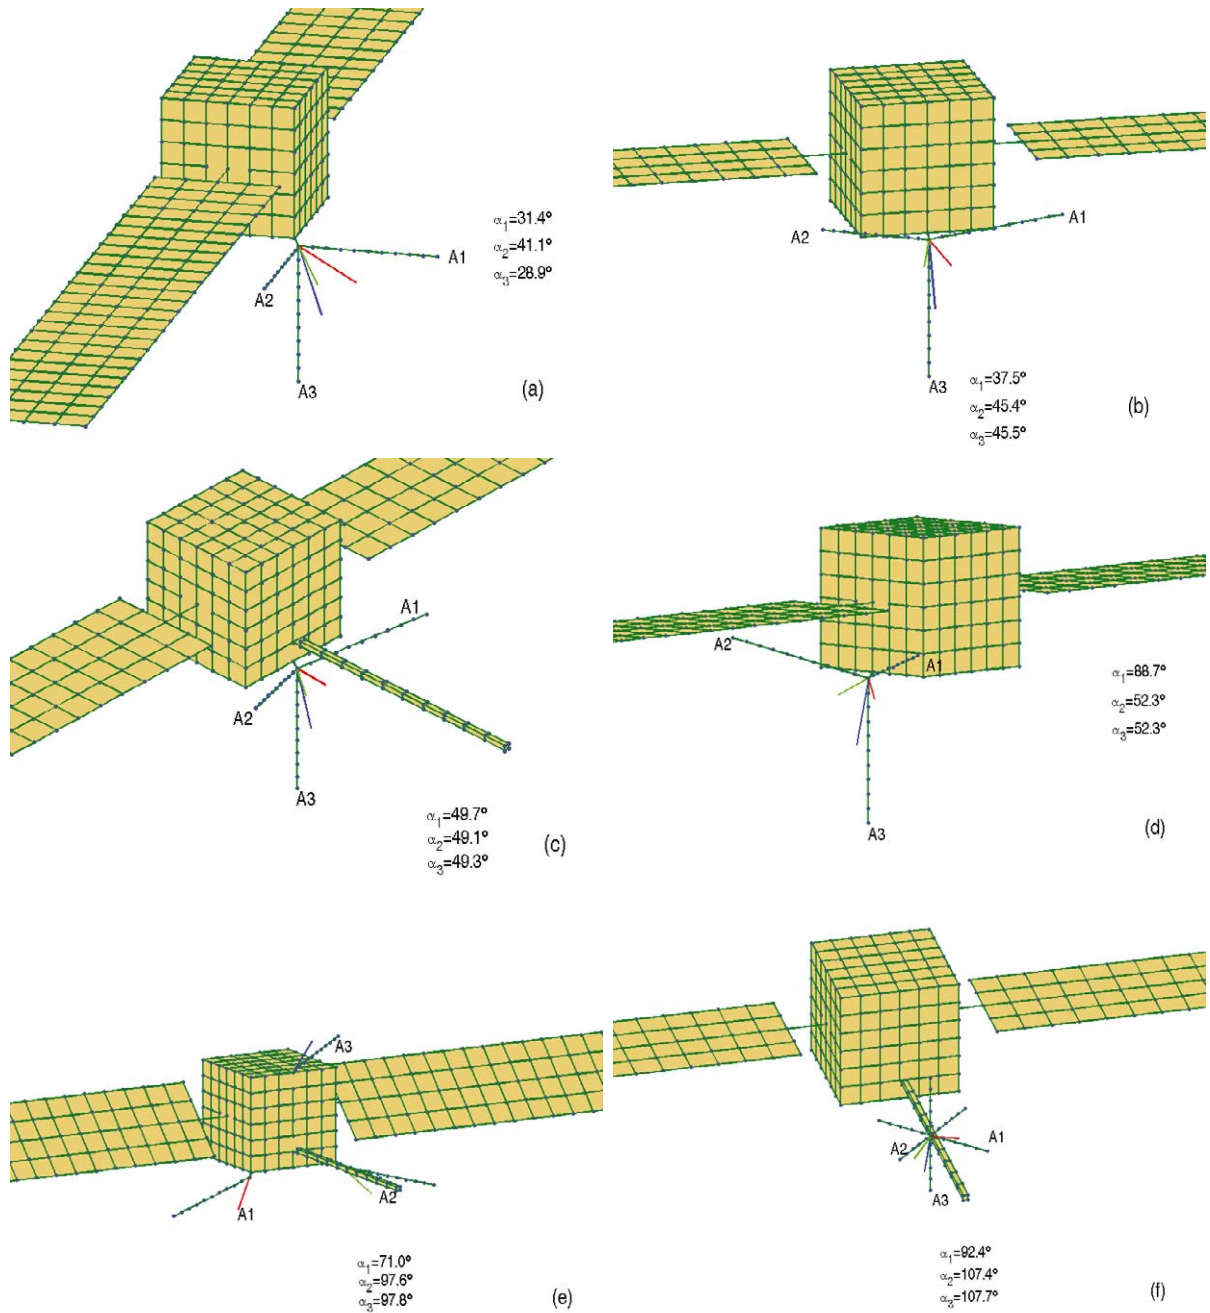 A1
α1=31.4°
α2=41.1°
α3=28.9°
A2
A3
(a)
A1
A2
A3
α1=37.5°
α2=45.4°
α3=45.5°
(b)
A1
A2
A3
α1=49.7°
α2=49.1°
α3=49.3°
(c)
A2
A1
α1=88.7°
α2=52.3°
α3=52.3°
A3
(d)
A3
A2
A1
α1=71.0°
α2=97.6°
α3=97.8°
(e)
A1
A2
A3
α1=92.4°
α2=107.4°
α3=107.7°
(f)